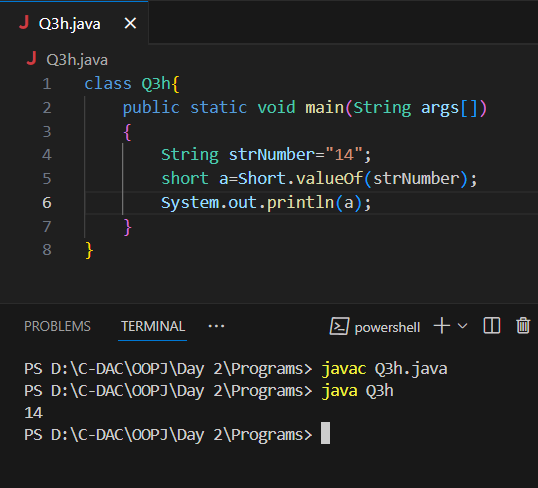 J Q3h.java ×
J Q3h.java
1 class Q3h{
2     public static void main(String args[])
3     {
4         String strNumber="14";
5         short a=Short.valueOf(strNumber);
6         System.out.println(a);
7     }
8 }
PROBLEMS TERMINAL ··· powershell
PS D:\C-DAC\OOPJ\Day 2\Programs> javac Q3h.java
PS D:\C-DAC\OOPJ\Day 2\Programs> java Q3h
14
PS D:\C-DAC\OOPJ\Day 2\Programs>